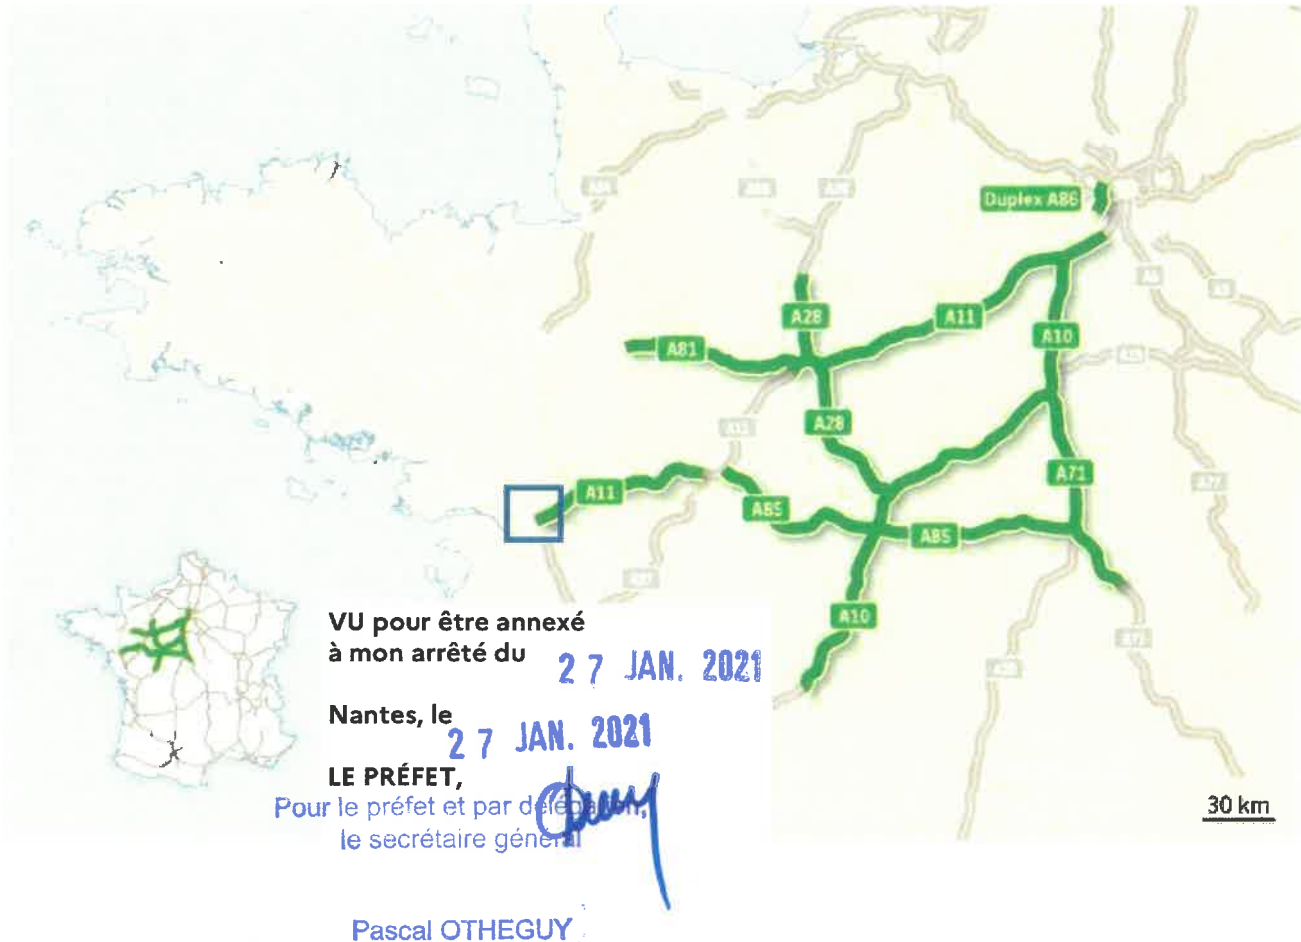 Duplex A86
A28
A11
A10
A81
A28
A71
A11
A85
A85
A10
VU pour être annexé
à mon arrêté du 27 JAN. 2021
Nantes, le
27 JAN. 2021
LE PRÉFET,
Pour le préfet et par délégation,
le secrétaire général
Pascal OTHEGUY
30 km